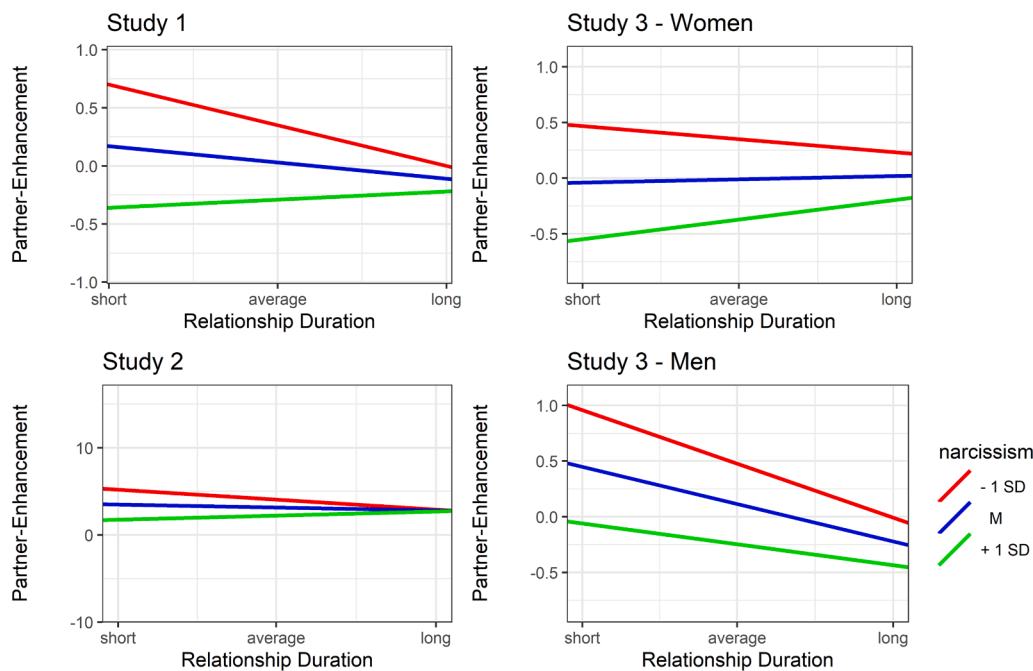 Study 1
Partner-Enhancement
1.0
0.5
0.0
-0.5
-1.0
short average long
Relationship Duration
Study 3 - Women
Partner-Enhancement
1.0
0.5
0.0
-0.5
short average long
Relationship Duration
Study 2
Partner-Enhancement
10
0
-10
short average long
Relationship Duration
Study 3 - Men
Partner-Enhancement
1.0
0.5
0.0
-0.5
short average long
Relationship Duration
narcissism
- 1 SD
M
+ 1 SD